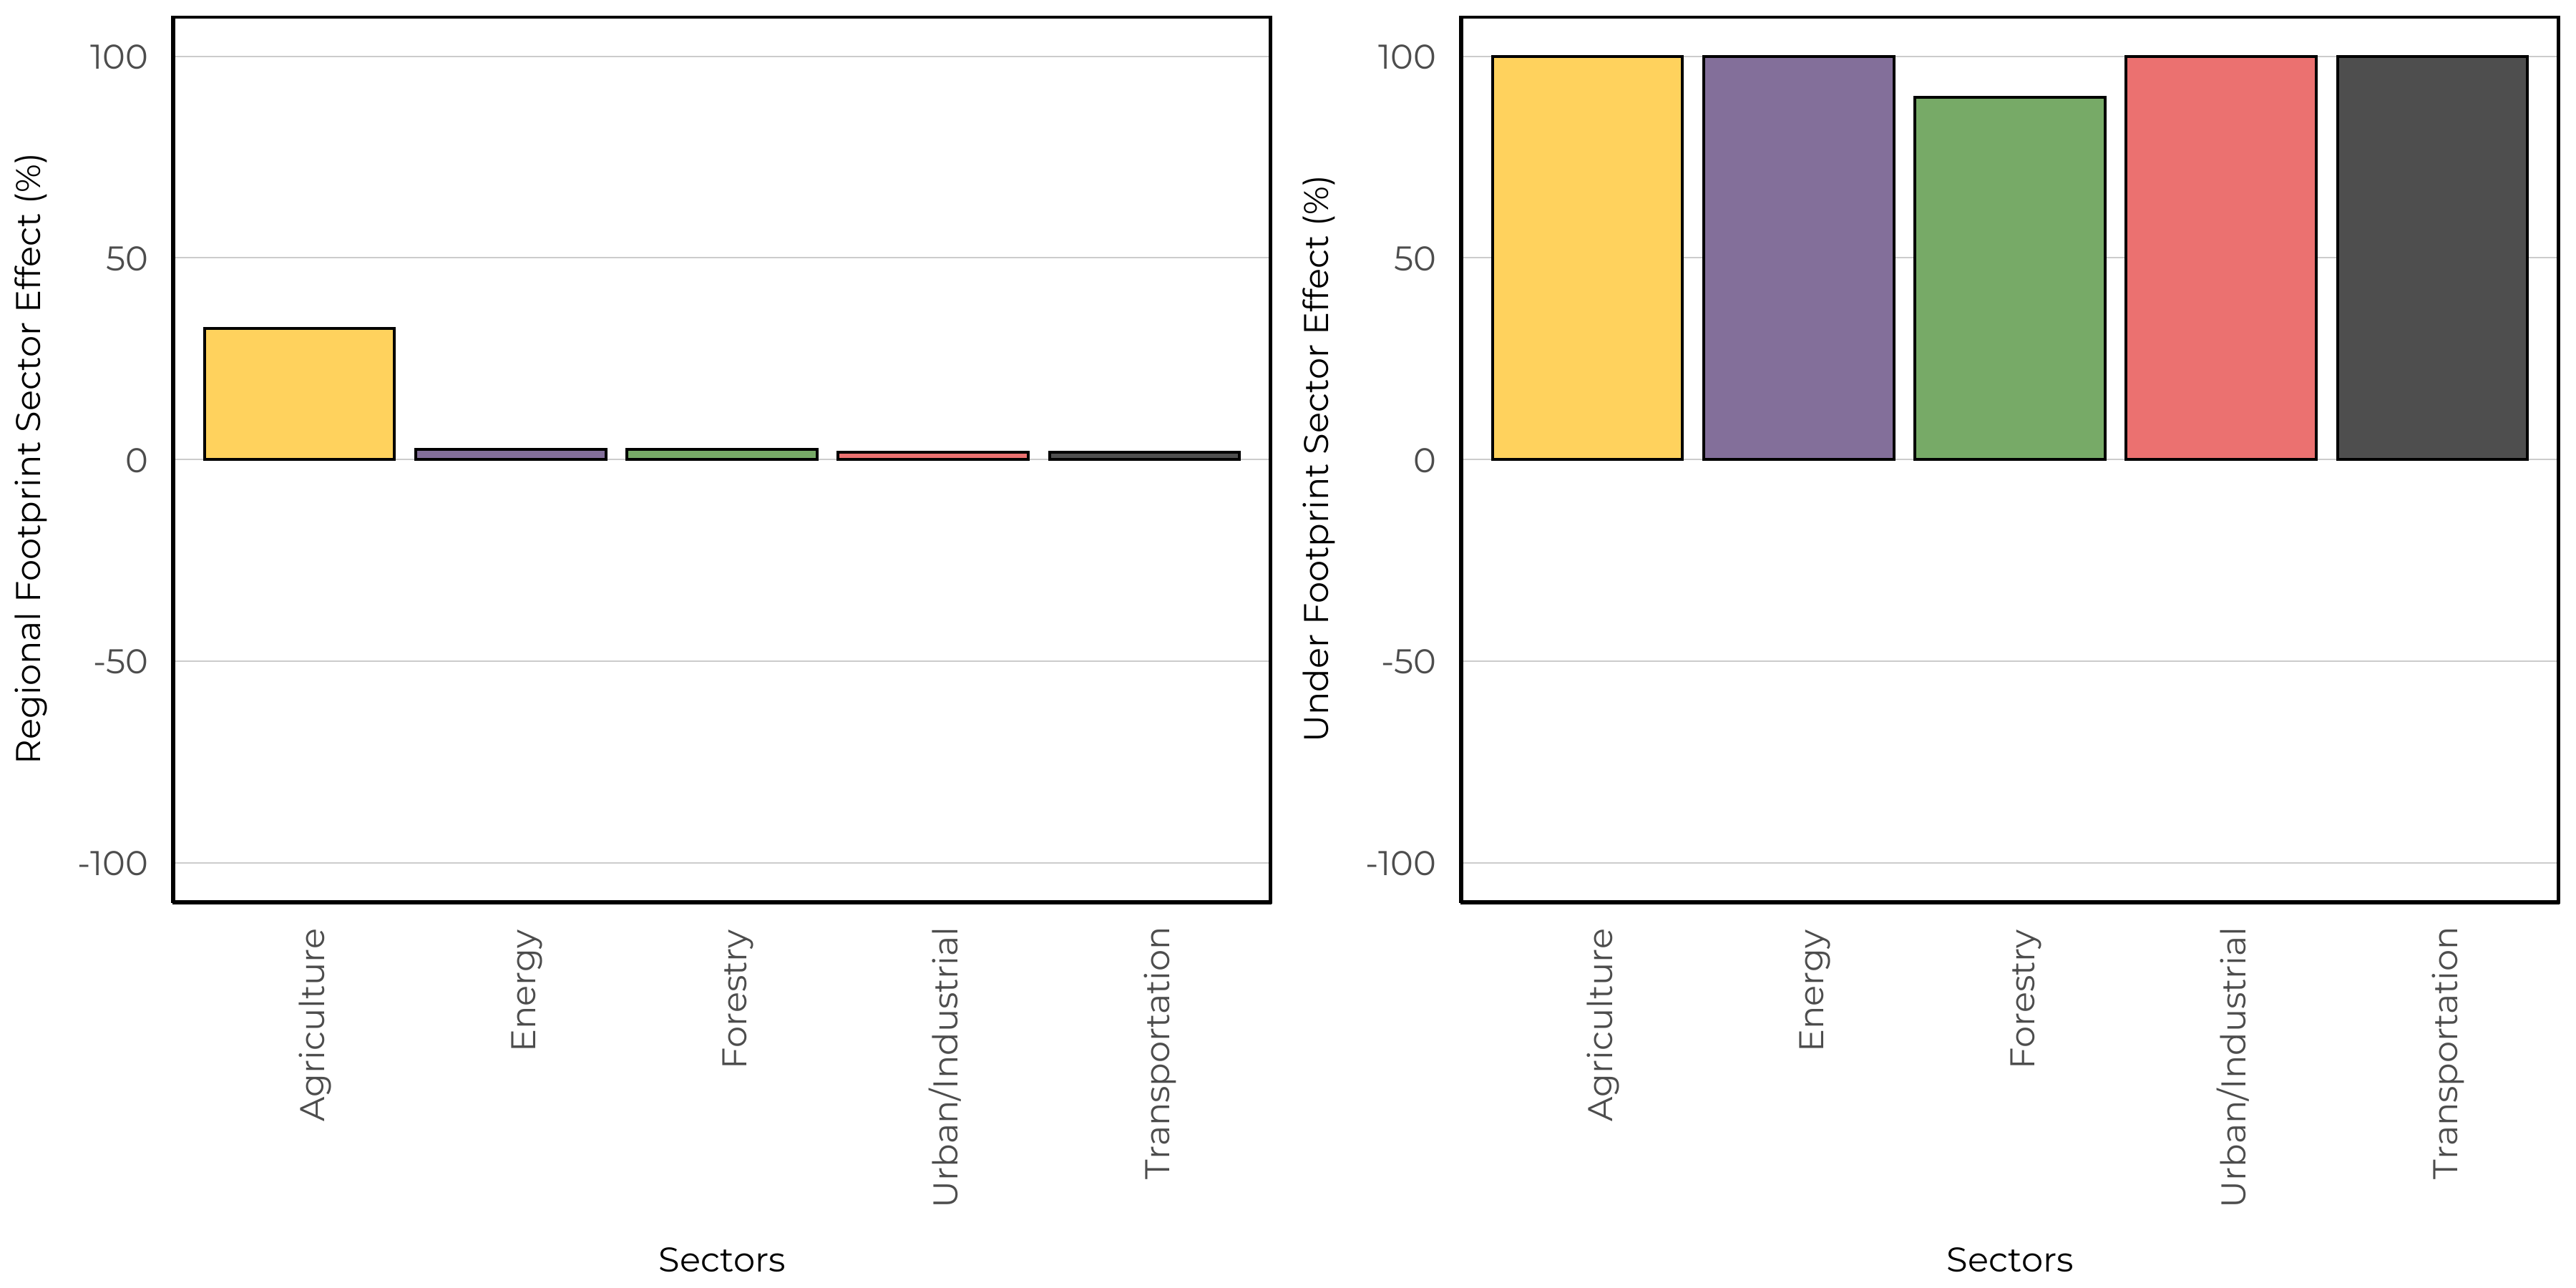 Regional Footprint Sector Effect (%)
100
50
0
-50
-100
Agriculture
Energy
Forestry
Urban/Industrial
Transportation
Sectors
Under Footprint Sector Effect (%)
100
50
0
-50
-100
Agriculture
Energy
Forestry
Urban/Industrial
Transportation
Sectors